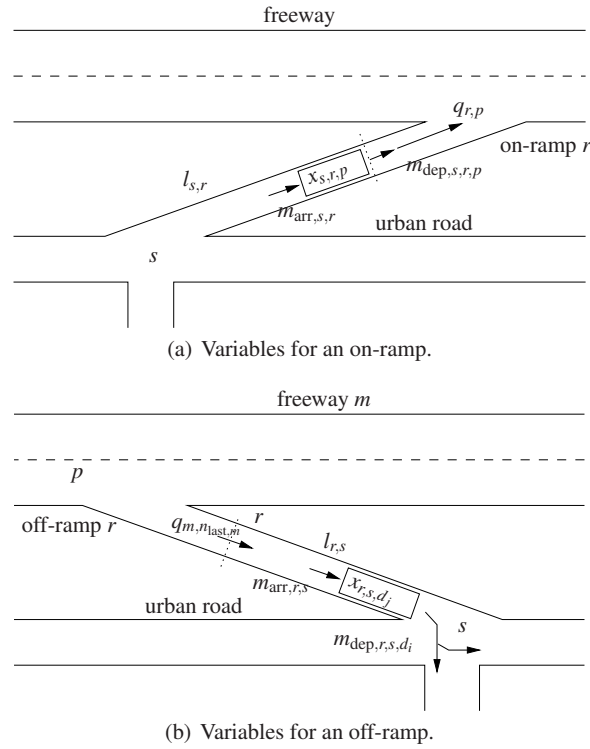 freeway
q_{r,p}
on-ramp r
x_{s,r,p}
m_{dep,s,r,p}
l_{s,r}
m_{arr,s,r}
urban road
s
(a) Variables for an on-ramp.
freeway m
p
off-ramp r
q_{m,n_{last,m}}
r
l_{r,s}
m_{arr,r,s}
x_{r,s,d_j}
urban road
m_{dep,r,s,d_i}
s
(b) Variables for an off-ramp.